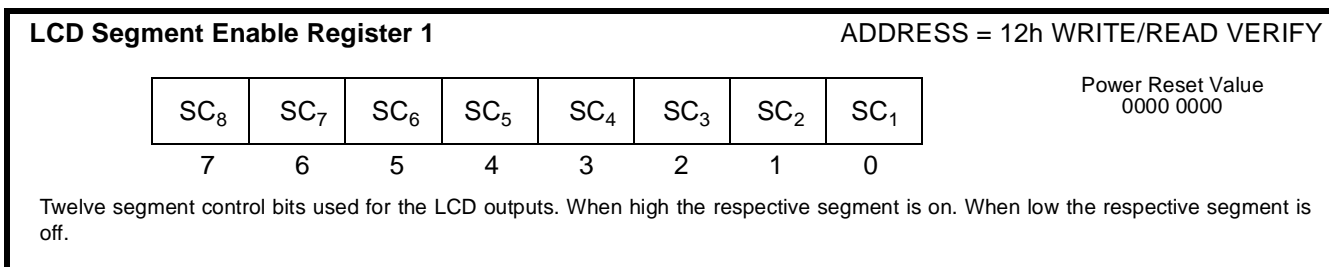 LCD Segment Enable Register 1 ADDRESS = 12h WRITE/READ VERIFY
Power Reset Value
0000 0000
SC₈ SC₇ SC₆ SC₅ SC₄ SC₃ SC₂ SC₁
7 6 5 4 3 2 1 0
Twelve segment control bits used for the LCD outputs. When high the respective segment is on. When low the respective segment is
off.